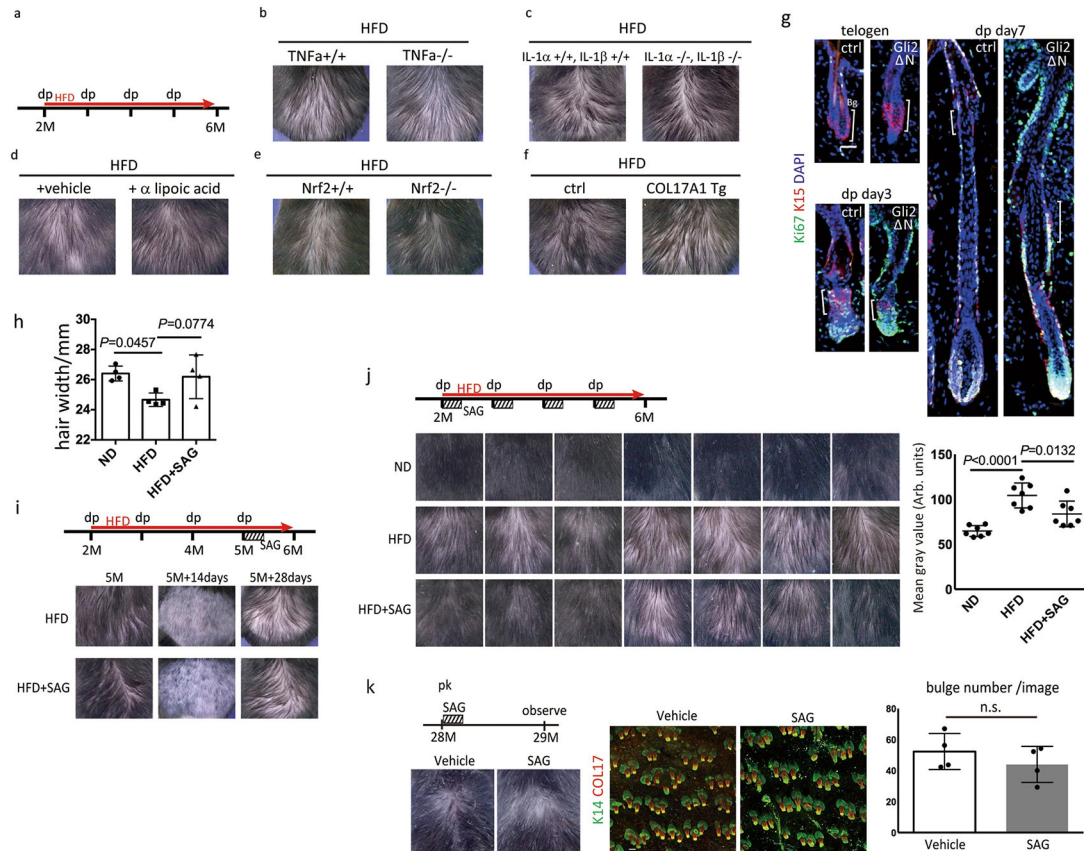 a
dp HFD dp dp dp
2M 6M
b
HFD
TNFa+/+ TNFa-/-
c
HFD
IL-1α +/+, IL-1β +/+ IL-1α -/-, IL-1β -/-
d
HFD
+vehicle + α lipoic acid
e
HFD
Nrf2+/+ Nrf2-/-
f
HFD
ctrl COL17A1 Tg
g
telogen dp day7
ctrl Gli2 ΔN ctrl Gli2 ΔN
Bg
dp day3
ctrl Gli2 ΔN
Ki67 K15 DAPI
h
P=0.0774
P=0.0457
hair width/mm
30
28
26
24
22
ND HFD HFD+SAG
i
dp HFD dp dp dp
SAG
2M 4M 5M 6M
5M 5M+14days 5M+28days
HFD
HFD+SAG
j
dp HFD dp dp dp
SAG
2M 6M
ND
HFD
HFD+SAG
P<0.0001 P=0.0132
Mean gray value (Arb. units)
150
100
50
0
ND HFD HFD+SAG
k
pk
SAG observe
28M 29M
Vehicle SAG
Vehicle SAG
K14 COL17
bulge number /image
n.s.
80
60
40
20
0
Vehicle SAG